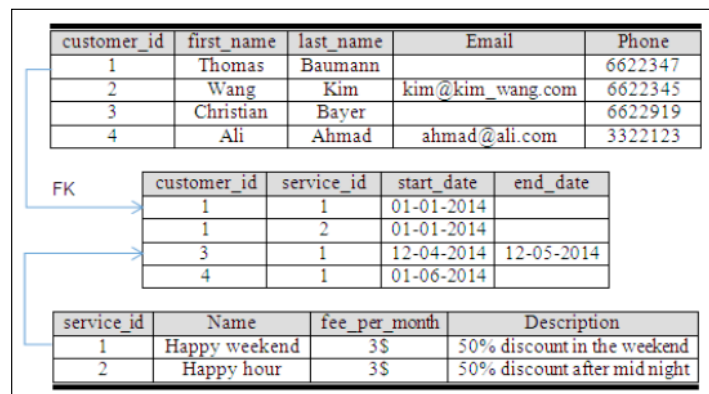 customer_id first_name last_name Email Phone
1 Thomas Baumann 6622347
2 Wang Kim kim@kim_wang.com 6622345
3 Christian Bayer 6622919
4 Ali Ahmad ahmad@ali.com 3322123
FK
customer_id service_id start_date end_date
1 1 01-01-2014
1 2 01-01-2014
3 1 12-04-2014 12-05-2014
4 1 01-06-2014
service_id Name fee_per_month Description
1 Happy weekend 3$ 50% discount in the weekend
2 Happy hour 3$ 50% discount after mid night